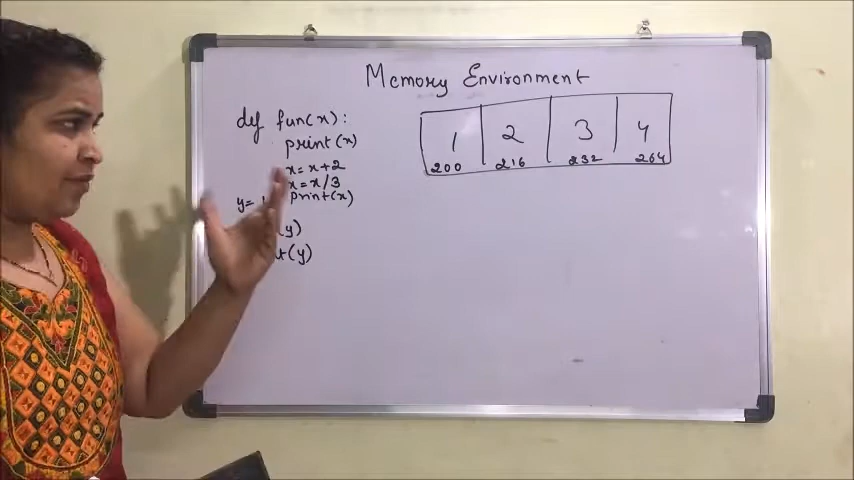 Memory Environment
def fun(x):
print(x)
x = x+2
x = x/3
print(x)
y=
(y)
t(y)
1 2 3 4
200 216 232 264